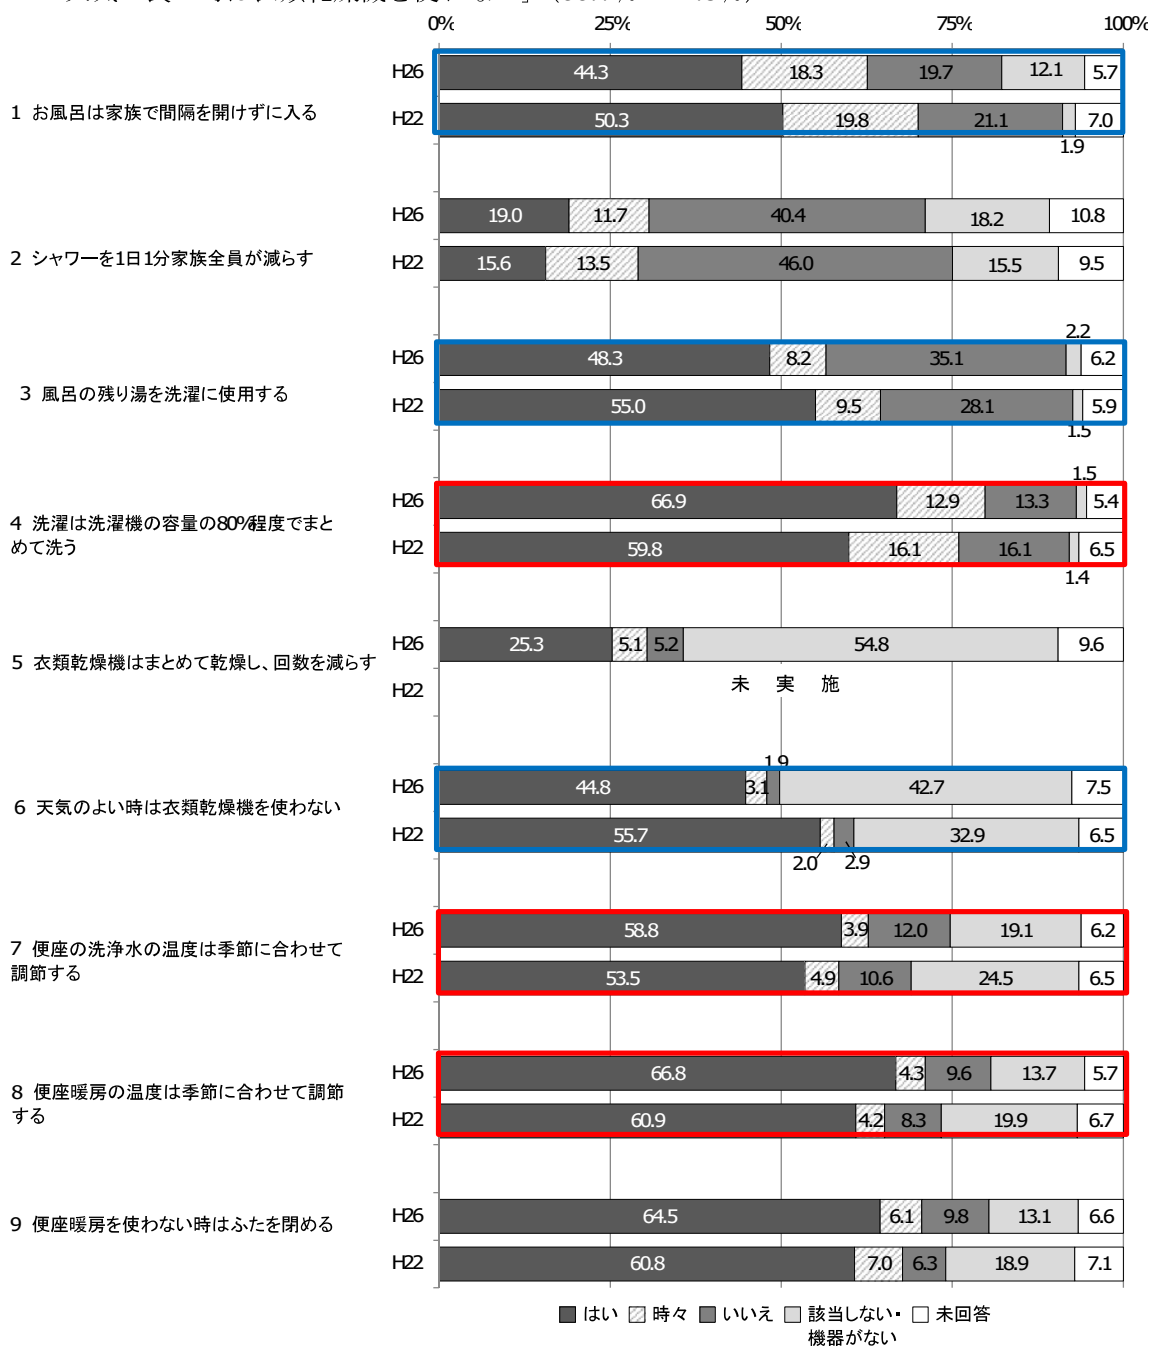 0% 25% 50% 75% 100%
H26 44.3 18.3 19.7 12.1 5.7
1 お風呂は家族で間隔を開けずに入る
H22 50.3 19.8 21.1 7.0
1.9
H26 19.0 11.7 40.4 18.2 10.8
2 シャワーを1日1分家族全員が減らす
H22 15.6 13.5 46.0 15.5 9.5
2.2
H26 48.3 8.2 35.1 6.2
3 風呂の残り湯を洗濯に使用する
H22 55.0 9.5 28.1 5.9
1.5
1.5
H26 66.9 12.9 13.3 5.4
4 洗濯は洗濯機の容量の80%程度でまと
めて洗う
H22 59.8 16.1 16.1 6.5
1.4
H26 25.3 5.1 5.2 54.8 9.6
5 衣類乾燥機はまとめて乾燥し、回数を減らす
H22 未 実 施
1.9
H26 44.8 3.1 42.7 7.5
6 天気のよい時は衣類乾燥機を使わない
H22 55.7 32.9 6.5
2.0 2.9
H26 58.8 3.9 12.0 19.1 6.2
7 便座の洗浄水の温度は季節に合わせて
調節する
H22 53.5 4.9 10.6 24.5 6.5
H26 66.8 4.3 9.6 13.7 5.7
8 便座暖房の温度は季節に合わせて調節
する
H22 60.9 4.2 8.3 19.9 6.7
H26 64.5 6.1 9.8 13.1 6.6
9 便座暖房を使わない時はふたを閉める
H22 60.8 7.0 6.3 18.9 7.1
はい 時々 いいえ 該当しない・ 未回答
機器がない